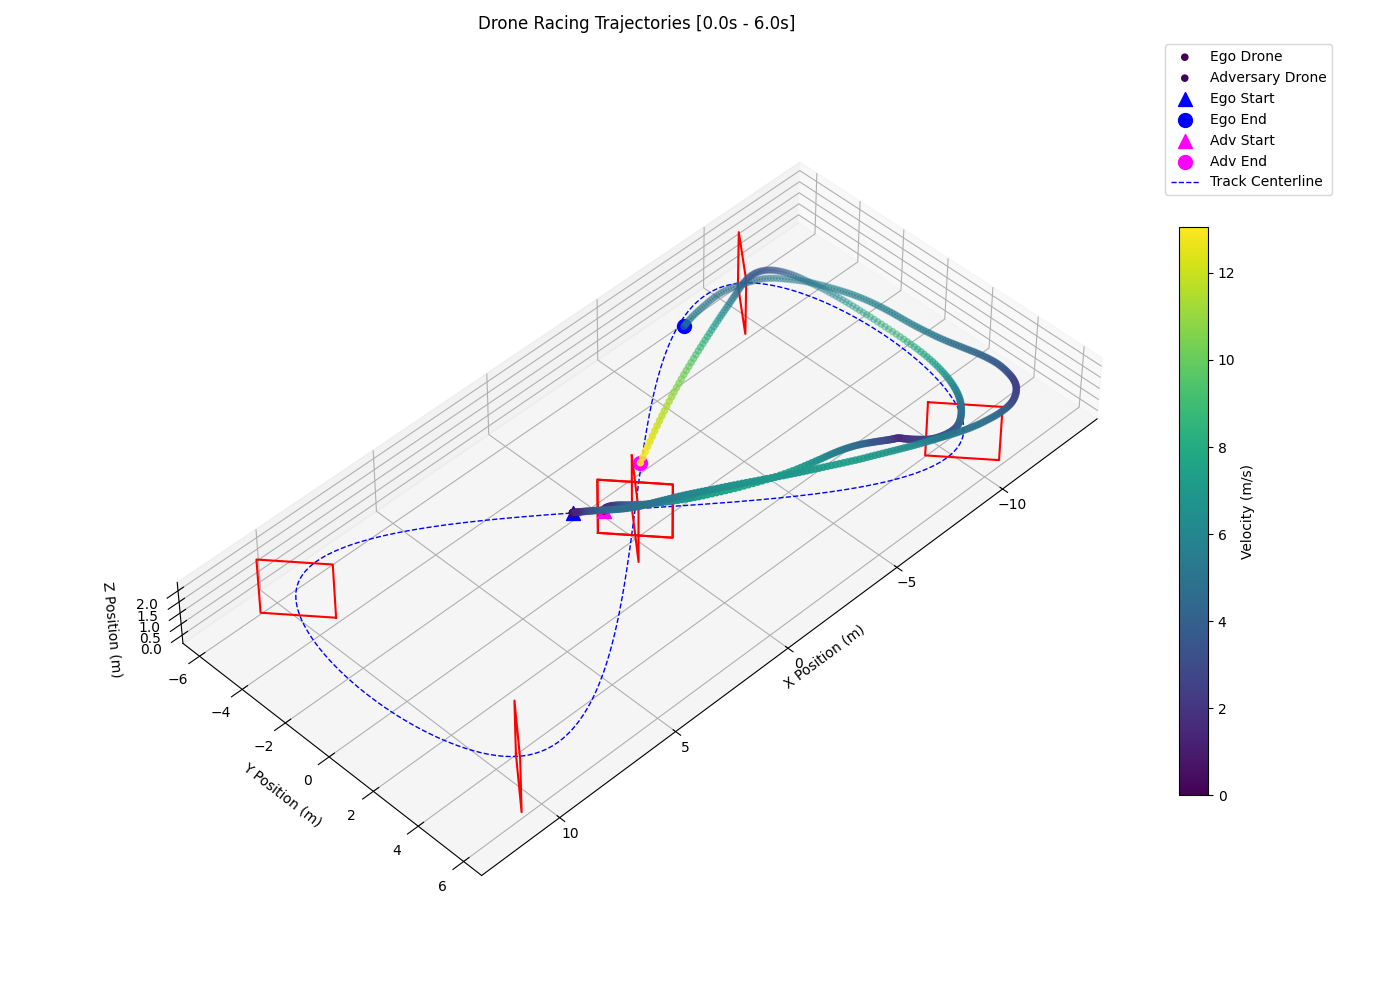 Drone Racing Trajectories [0.0s - 6.0s]
Ego Drone
Adversary Drone
Ego Start
Ego End
Adv Start
Adv End
Track Centerline
12
10
8
6
4
2
0
Velocity (m/s)
−10
−5
0
5
10
X Position (m)
−6
−4
−2
0
2
4
6
Y Position (m)
2.0
1.5
1.0
0.5
0.0
Z Position (m)